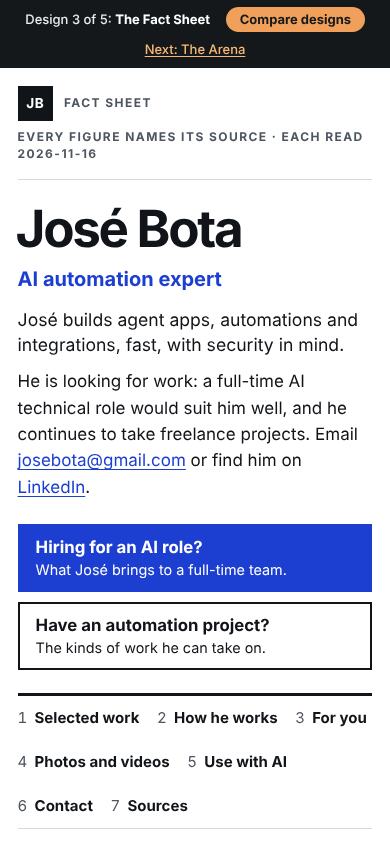 Design 3 of 5: The Fact Sheet
Compare designs
Next: The Arena
JB
FACT SHEET
EVERY FIGURE NAMES ITS SOURCE · EACH READ
2026-11-16
José Bota
AI automation expert
José builds agent apps, automations and
integrations, fast, with security in mind.
He is looking for work: a full-time AI
technical role would suit him well, and he
continues to take freelance projects. Email
josebota@gmail.com or find him on
LinkedIn.
Hiring for an AI role?
What José brings to a full-time team.
Have an automation project?
The kinds of work he can take on.
1 Selected work 2 How he works 3 For you
4 Photos and videos 5 Use with AI
6 Contact 7 Sources